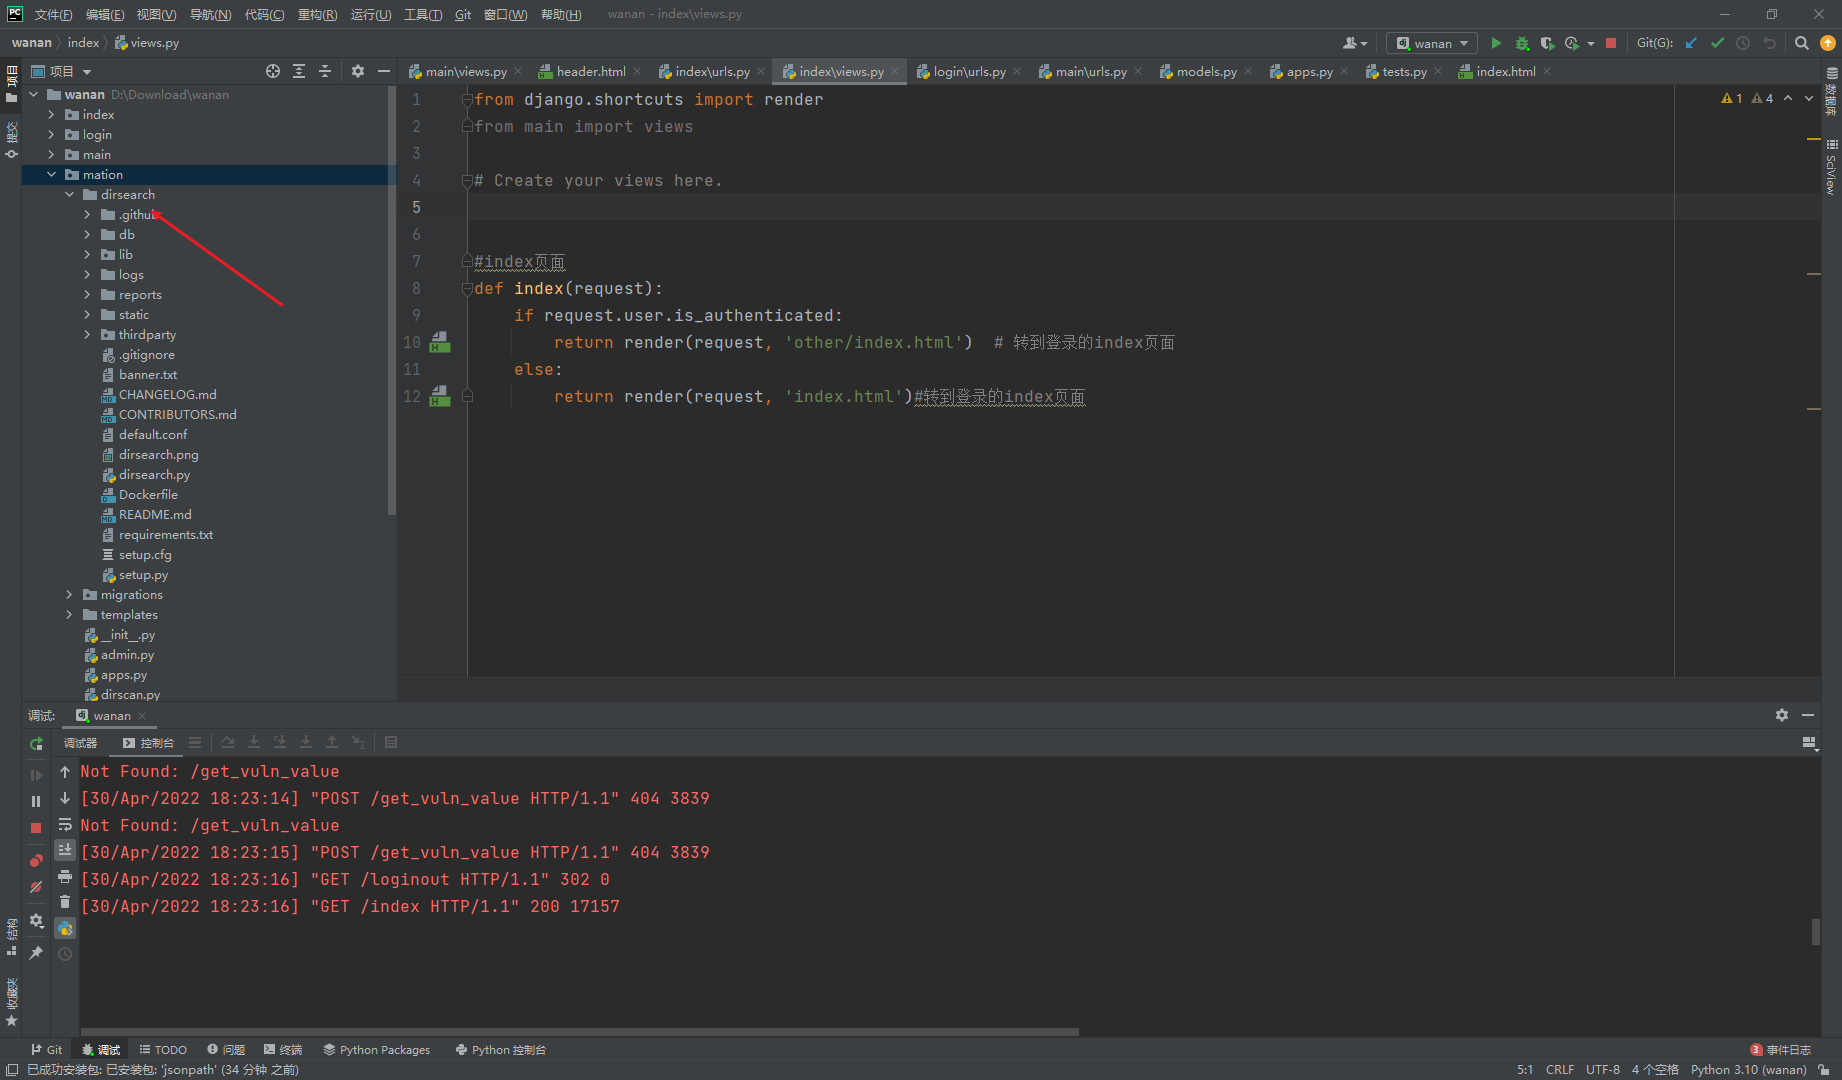 PC 文件(F) 编辑(E) 视图(V) 导航(N) 代码(C) 重构(R) 运行(U) 工具(T) Git 窗口(W) 帮助(H) wanan - index\views.py
wanan index views.py
wanan Git(G):
项目
main\views.py header.html index\urls.py index\views.py login\urls.py main\urls.py models.py apps.py tests.py index.html
项目
提交
结构
收藏夹
数据库
SciView
wanan D:\Download\wanan
index
login
main
mation
dirsearch
.github
db
lib
logs
reports
static
thirdparty
.gitignore
banner.txt
CHANGELOG.md
CONTRIBUTORS.md
default.conf
dirsearch.png
dirsearch.py
Dockerfile
README.md
requirements.txt
setup.cfg
setup.py
migrations
templates
__init__.py
admin.py
apps.py
dirscan.py
1 4
1 from django.shortcuts import render
2 from main import views
3
4 # Create your views here.
5
6
7 #index页面
8 def index(request):
9 if request.user.is_authenticated:
10 return render(request, 'other/index.html') # 转到登录的index页面
11 else:
12 return render(request, 'index.html')#转到登录的index页面
调试: wanan
调试器 控制台
Not Found: /get_vuln_value
[30/Apr/2022 18:23:14] "POST /get_vuln_value HTTP/1.1" 404 3839
Not Found: /get_vuln_value
[30/Apr/2022 18:23:15] "POST /get_vuln_value HTTP/1.1" 404 3839
[30/Apr/2022 18:23:16] "GET /loginout HTTP/1.1" 302 0
[30/Apr/2022 18:23:16] "GET /index HTTP/1.1" 200 17157
Git 调试 TODO 问题 终端 Python Packages Python 控制台 3 事件日志
已成功安装包: 已安装包: 'jsonpath' (34 分钟 之前) 5:1 CRLF UTF-8 4 个空格 Python 3.10 (wanan)